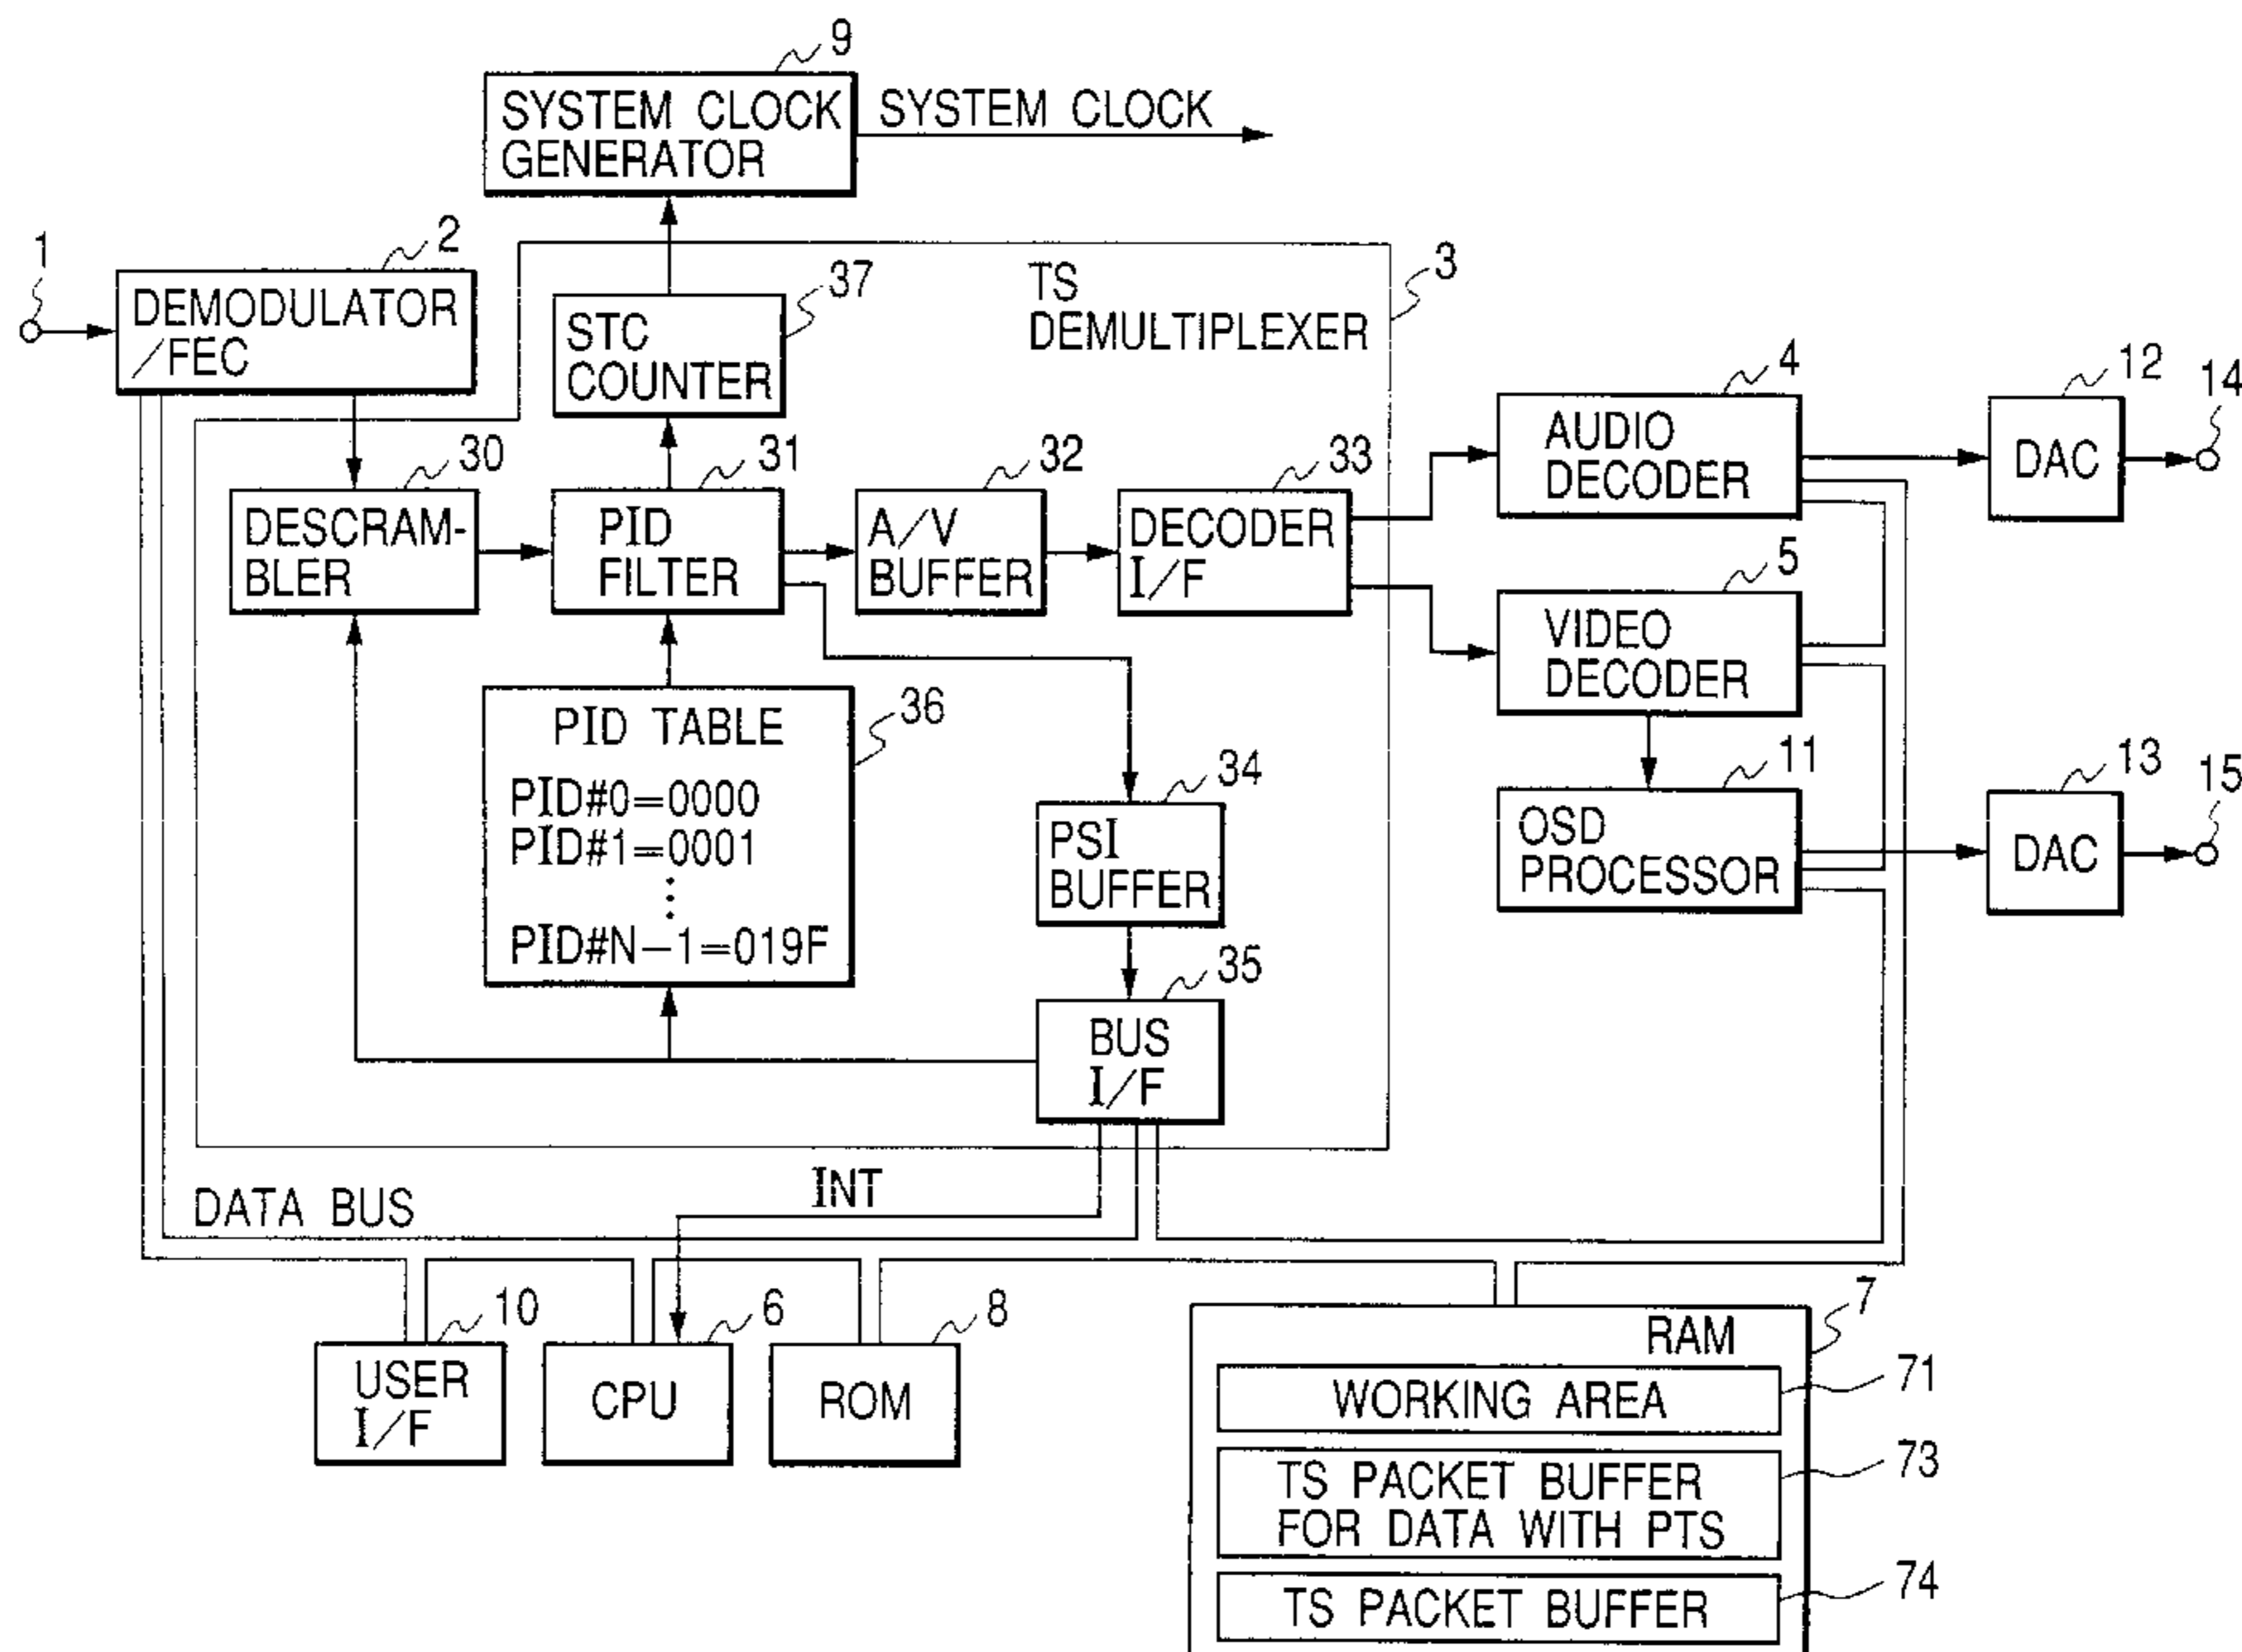 9
SYSTEM CLOCK
GENERATOR
SYSTEM CLOCK
1
2
DEMODULATOR
/FEC
37
STC
COUNTER
TS
DEMULTIPLEXER
3
4
AUDIO
DECODER
12
DAC
14
30
DESCRAM-
BLER
31
PID
FILTER
32
A/V
BUFFER
33
DECODER
I/F
5
VIDEO
DECODER
36
PID TABLE
PID#0=0000
PID#1=0001
⋮
PID#N-1=019F
34
PSI
BUFFER
11
OSD
PROCESSOR
13
DAC
15
35
BUS
I/F
INT
DATA BUS
10
USER
I/F
6
CPU
8
ROM
7
RAM
71
WORKING AREA
73
TS PACKET BUFFER
FOR DATA WITH PTS
74
TS PACKET BUFFER